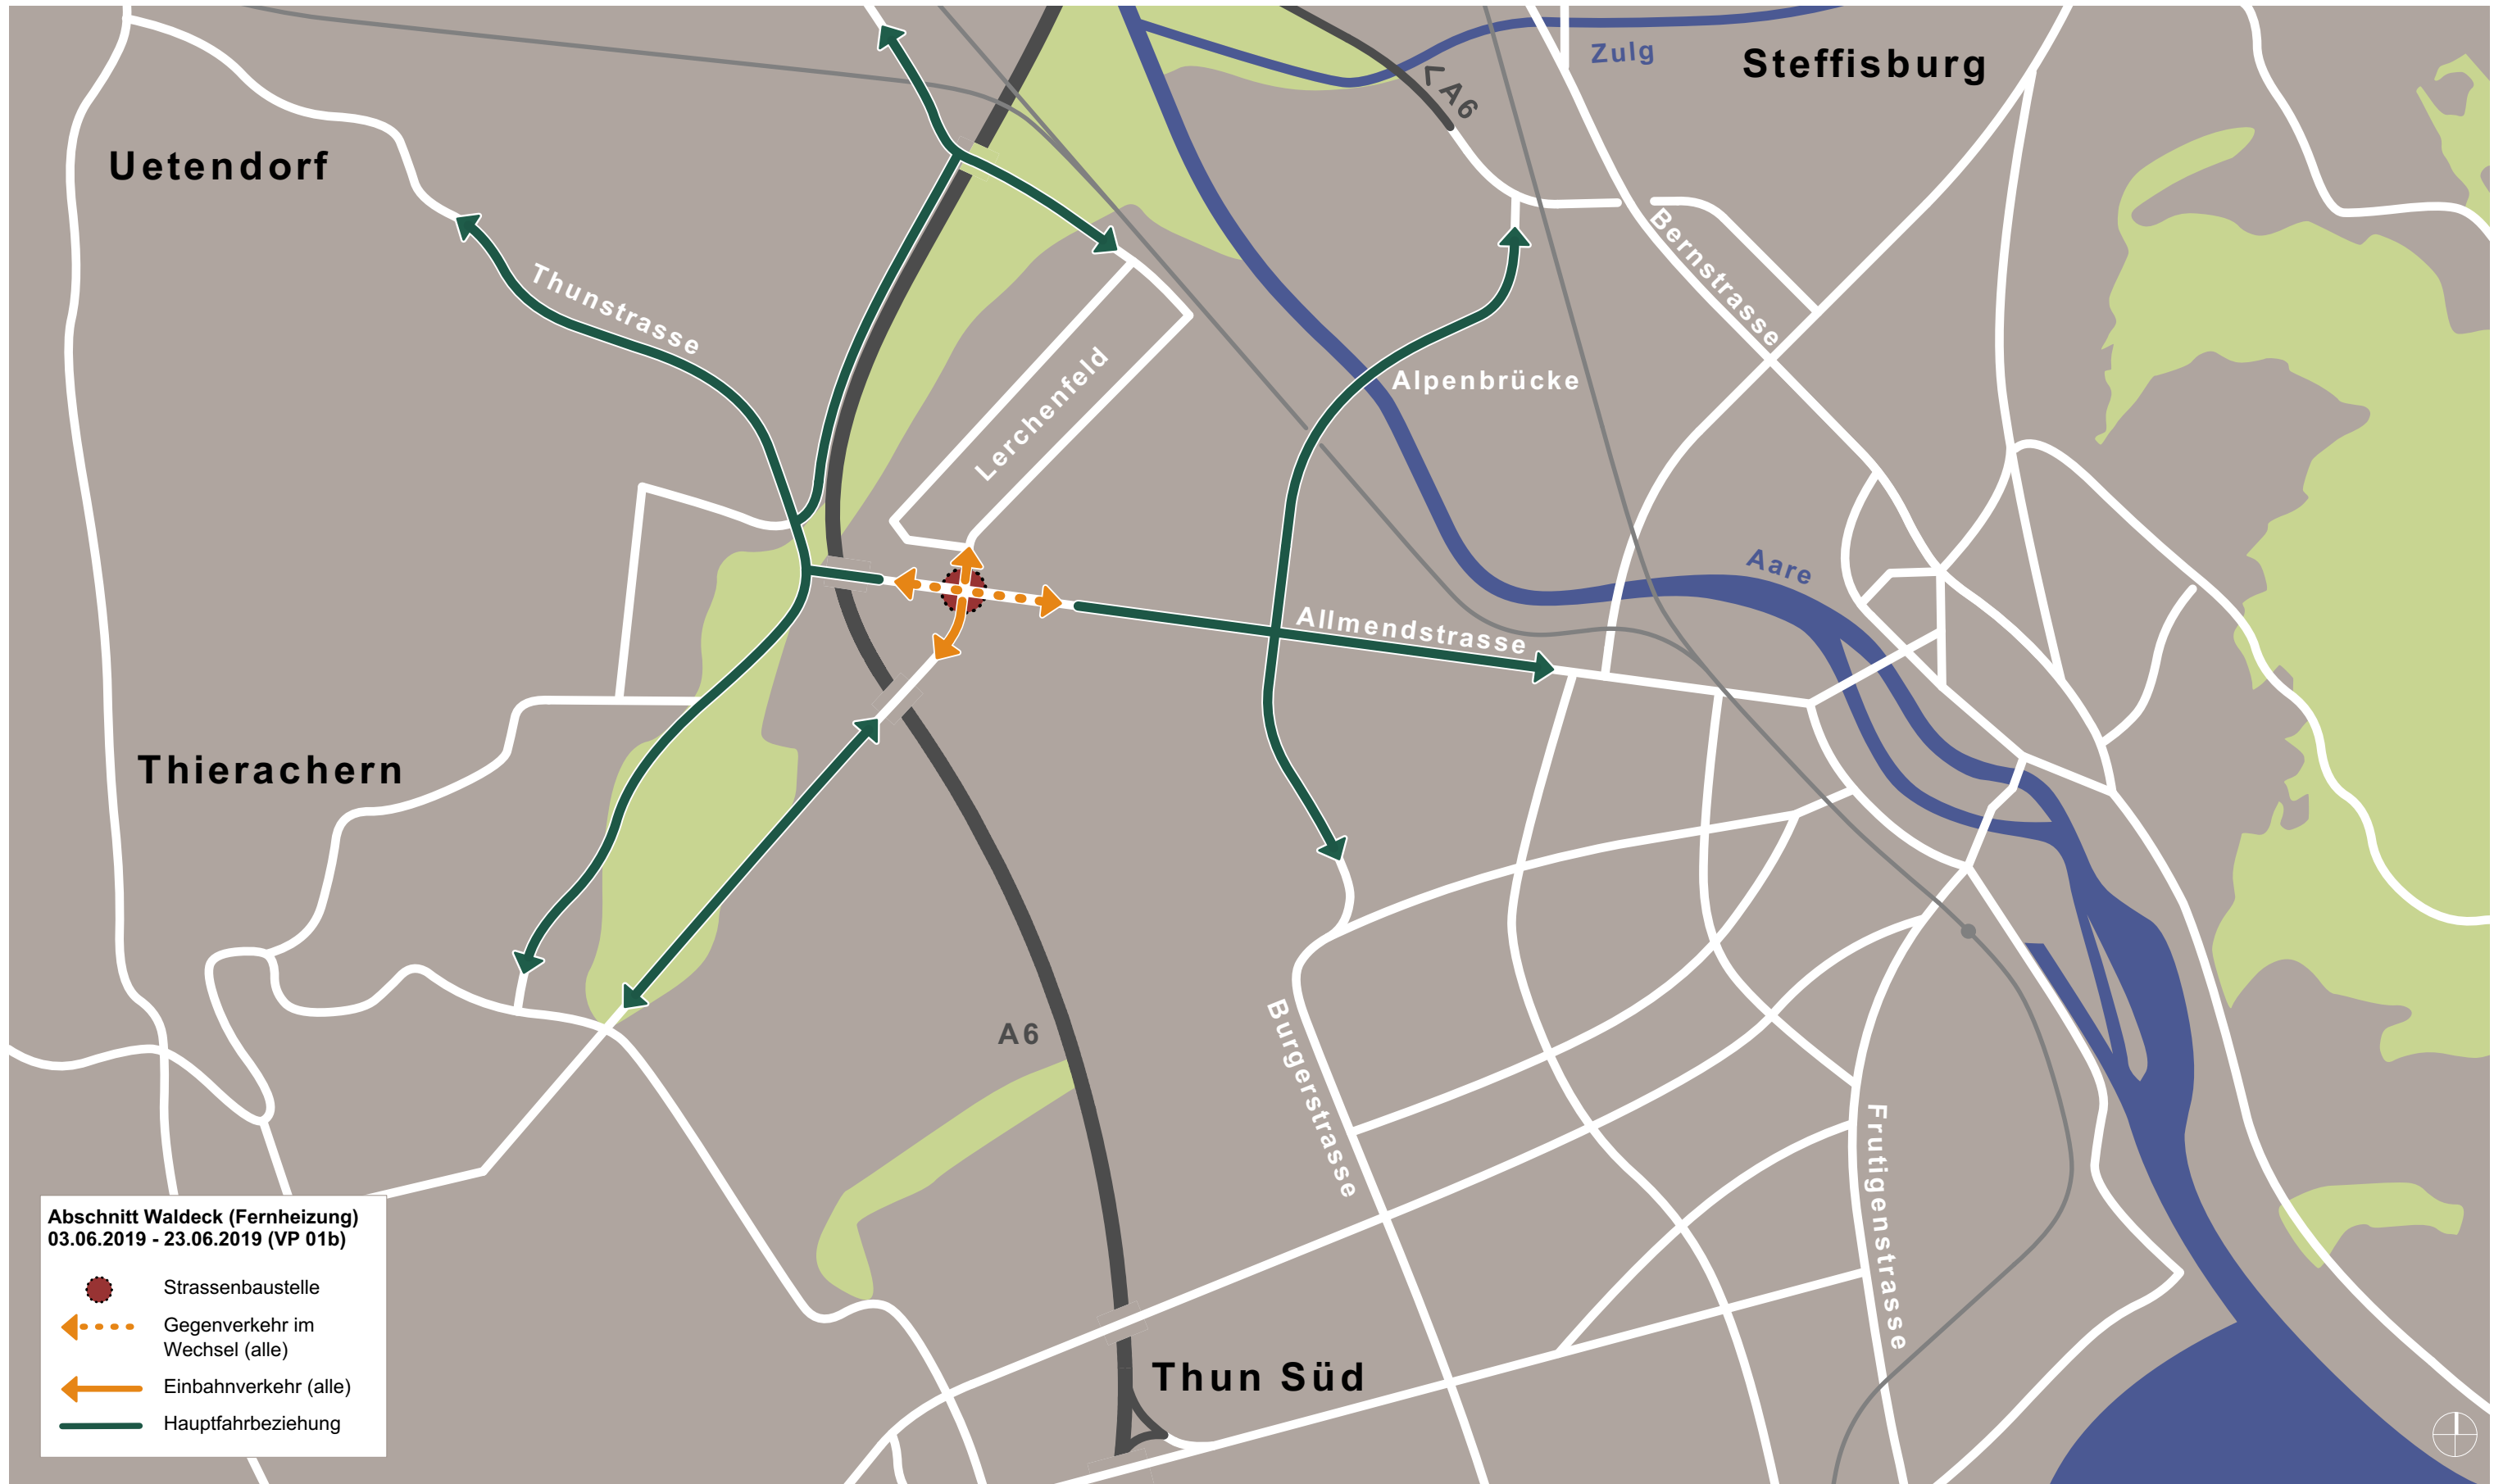 Zulg
Steffisburg
< A6
Uetendorf
Bernstrasse
Thunstrasse
Lerchenfeld
Alpenbrücke
Aare
Allmendstrasse
Thierachern
A6
Burgerstrasse
Frutigenstrasse
Thun Süd
Abschnitt Waldeck (Fernheizung)
03.06.2019 - 23.06.2019 (VP 01b)
Strassenbaustelle
Gegenverkehr im
Wechsel (alle)
Einbahnverkehr (alle)
Hauptfahrbeziehung